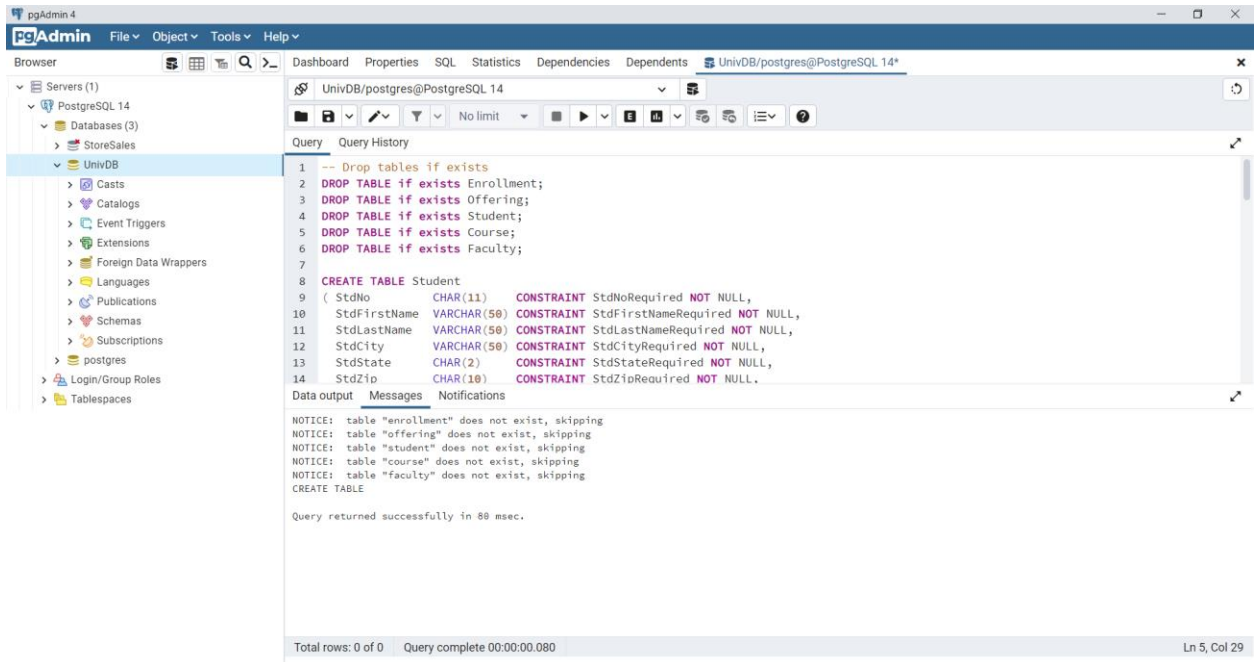 pgAdmin 4
pgAdmin File Object Tools Help
Browser
Dashboard Properties SQL Statistics Dependencies Dependents UnivDB/postgres@PostgreSQL 14*
Servers (1)
PostgreSQL 14
Databases (3)
StoreSales
UnivDB
Casts
Catalogs
Event Triggers
Extensions
Foreign Data Wrappers
Languages
Publications
Schemas
Subscriptions
postgres
Login/Group Roles
Tablespaces
UnivDB/postgres@PostgreSQL 14
No limit
Query Query History
1 -- Drop tables if exists
2 DROP TABLE if exists Enrollment;
3 DROP TABLE if exists Offering;
4 DROP TABLE if exists Student;
5 DROP TABLE if exists Course;
6 DROP TABLE if exists Faculty;
7
8 CREATE TABLE Student
9 ( StdNo CHAR(11) CONSTRAINT StdNoRequired NOT NULL,
10 StdFirstName VARCHAR(50) CONSTRAINT StdFirstNameRequired NOT NULL,
11 StdLastName VARCHAR(50) CONSTRAINT StdLastNameRequired NOT NULL,
12 StdCity VARCHAR(50) CONSTRAINT StdCityRequired NOT NULL,
13 StdState CHAR(2) CONSTRAINT StdStateRequired NOT NULL,
14 StdZip CHAR(10) CONSTRAINT StdZipRequired NOT NULL,
Data output Messages Notifications
NOTICE: table "enrollment" does not exist, skipping
NOTICE: table "offering" does not exist, skipping
NOTICE: table "student" does not exist, skipping
NOTICE: table "course" does not exist, skipping
NOTICE: table "faculty" does not exist, skipping
CREATE TABLE
Query returned successfully in 80 msec.
Total rows: 0 of 0 Query complete 00:00:00.080 Ln 5, Col 29